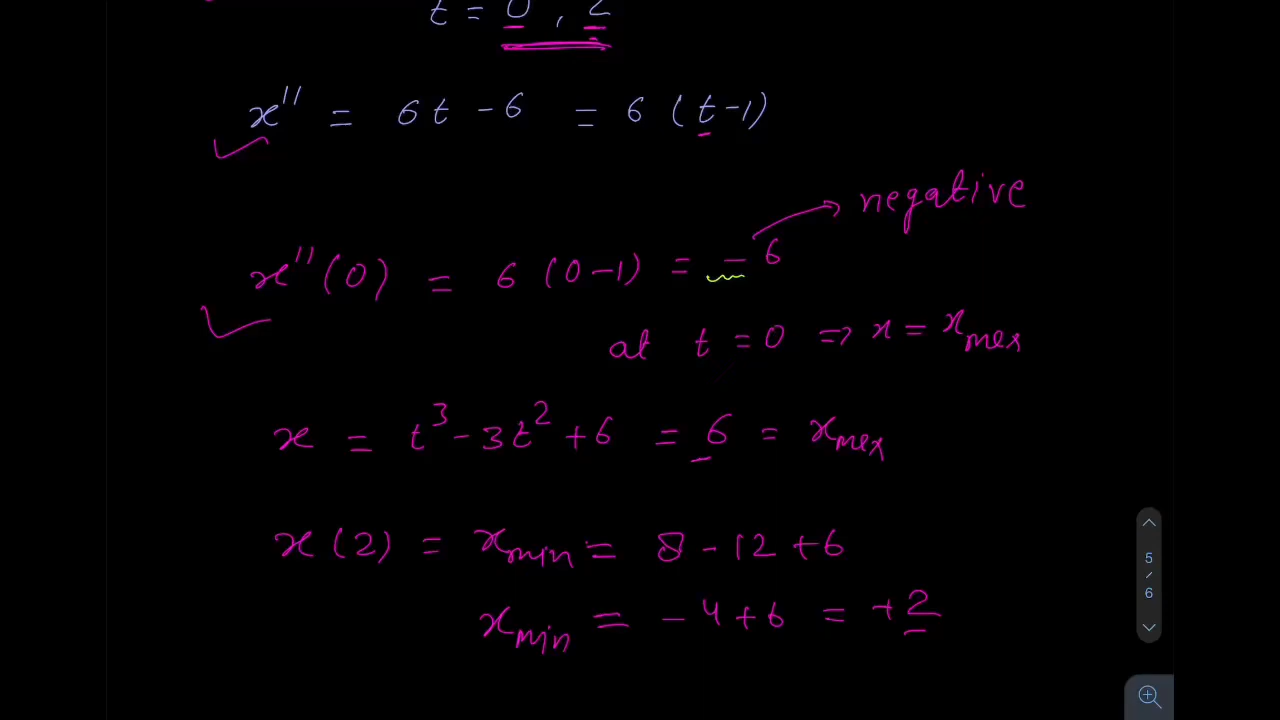 t = 0 , 2
x'' = 6t - 6 = 6 (t-1)
negative
x''(0) = 6 (0-1) = - 6
at t = 0 => x = xmax
x = t³ - 3t² + 6 = 6 = xmax
x(2) = xmin = 8 - 12 + 6
xmin = -4 + 6 = +2
5
/
6